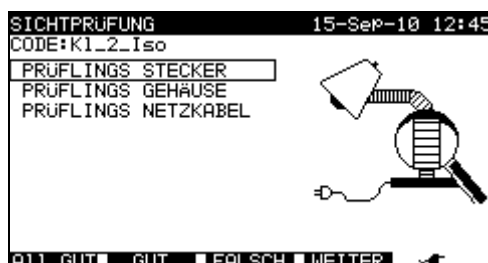 SICHTPRÜFUNG 15-Sep-10 12:45
CODE:Kl_2_Iso
PRÜFLINGS STECKER
PRÜFLINGS GEHÄUSE
PRÜFLINGS NETZKABEL
All GUT GUT FALSCH WEITER